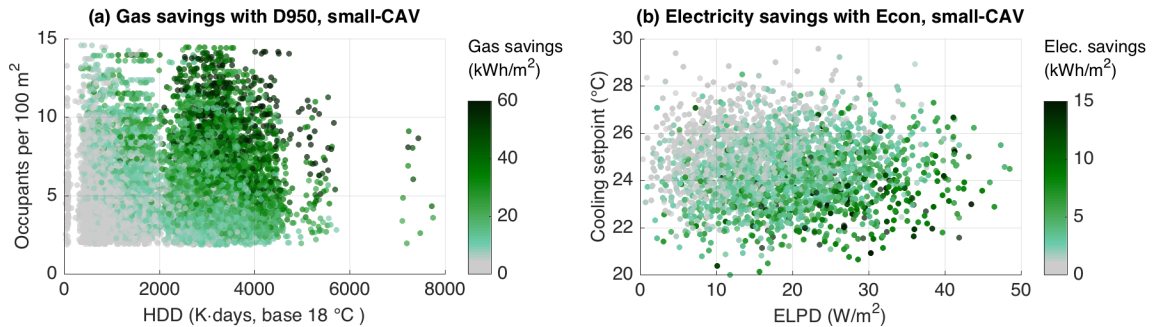 (a) Gas savings with D950, small-CAV
15
10
5
0
Occupants per 100 m²
0 2000 4000 6000 8000
HDD (K·days, base 18 °C )
Gas savings
(kWh/m²)
60
40
20
0
(b) Electricity savings with Econ, small-CAV
30
28
26
24
22
20
Cooling setpoint (°C)
0 10 20 30 40 50
ELPD (W/m²)
Elec. savings
(kWh/m²)
15
10
5
0